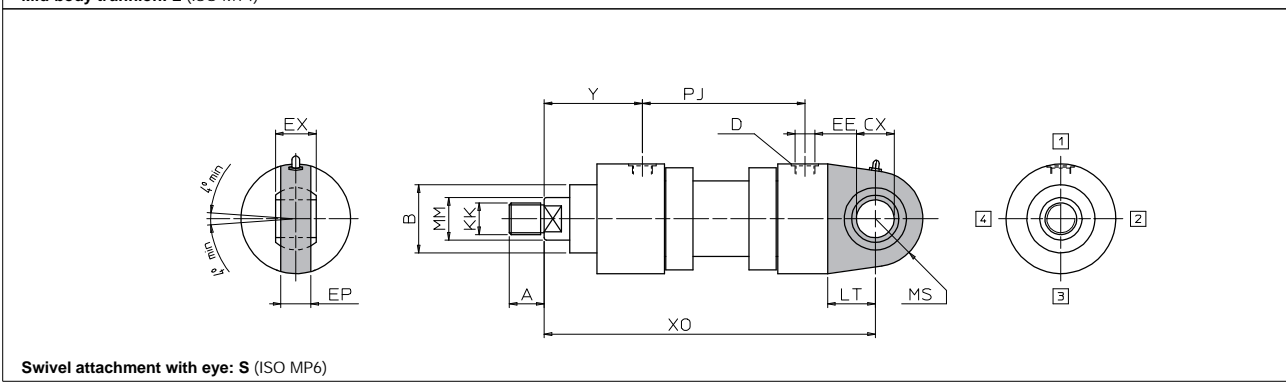 EX
4° min
4° min
EP
Y
PJ
D
EE
CX
B
MM
KK
A
LT
MS
XO
1
4
2
3
Swivel attachment with eye: S (ISO MP6)